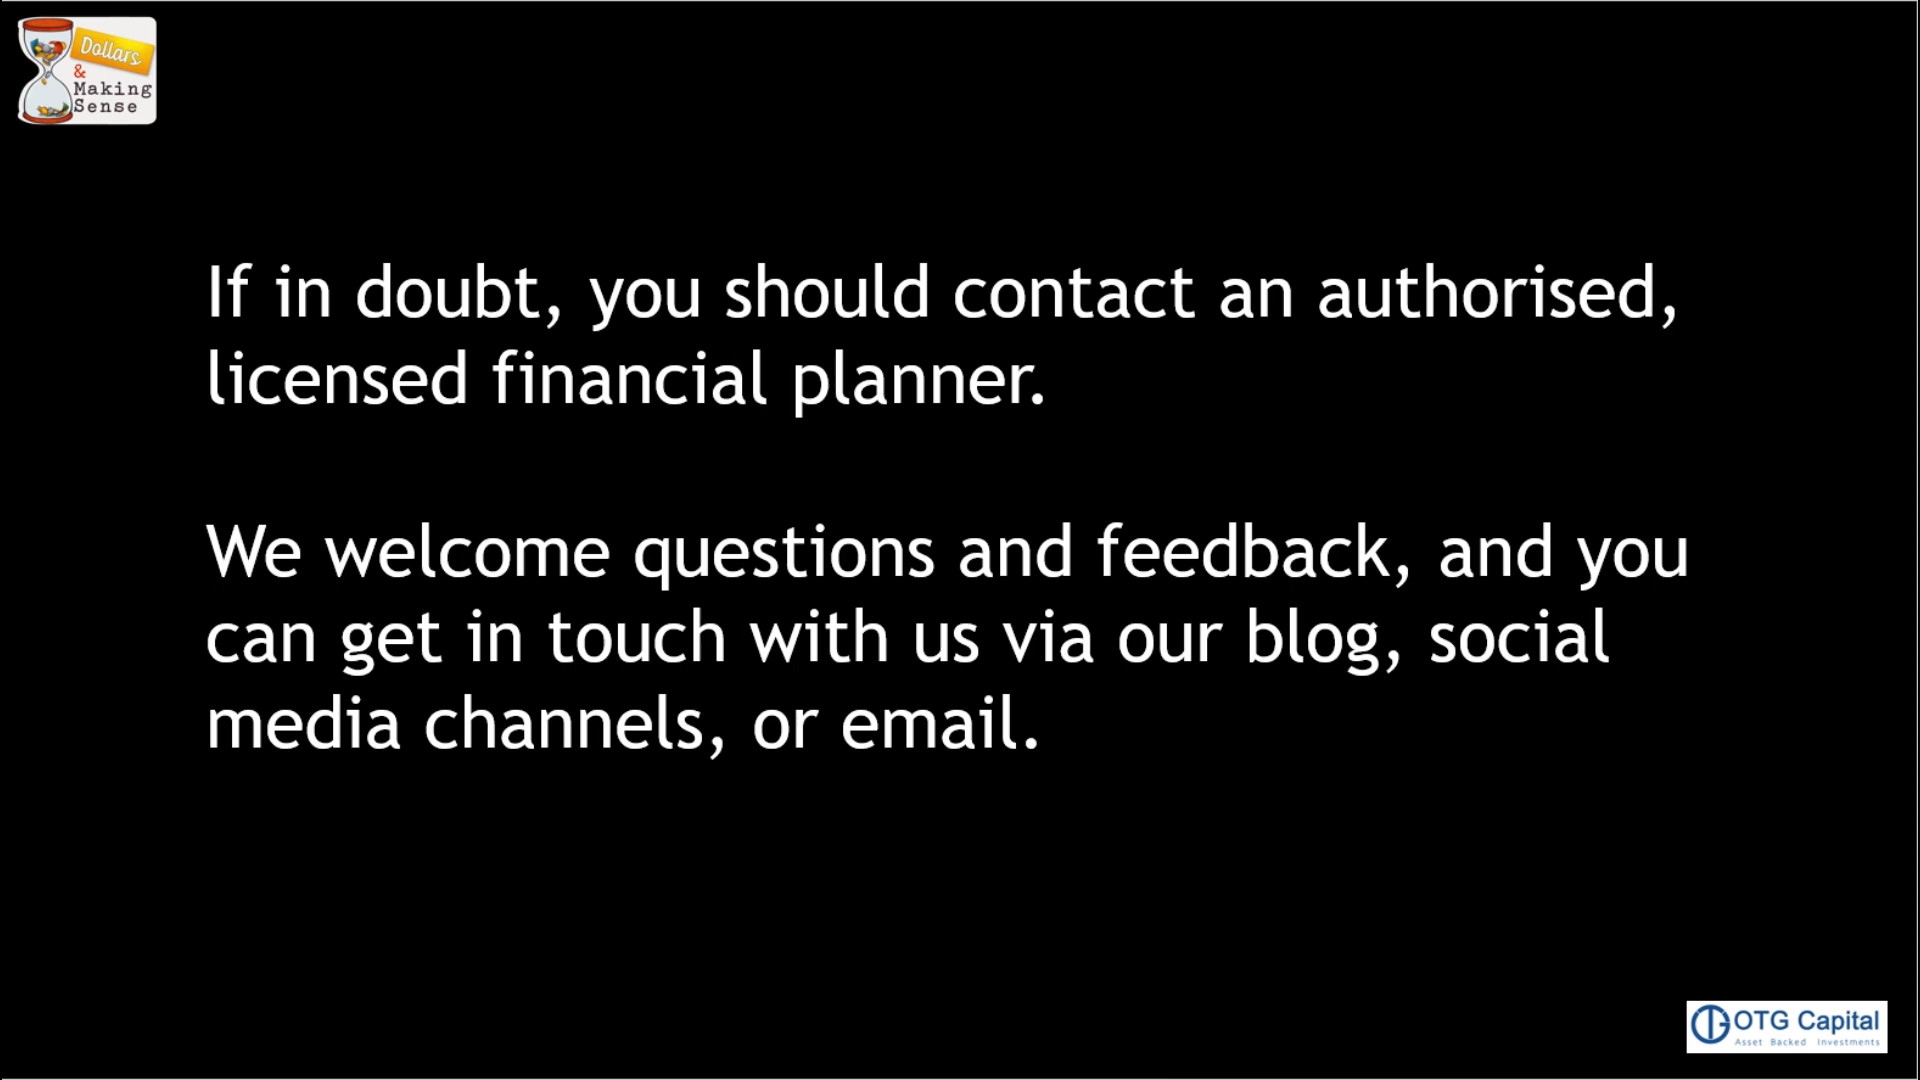 Dollars
&
Making
Sense
If in doubt, you should contact an authorised,
licensed financial planner.
We welcome questions and feedback, and you
can get in touch with us via our blog, social
media channels, or email.
OTG Capital
Asset Backed Investments